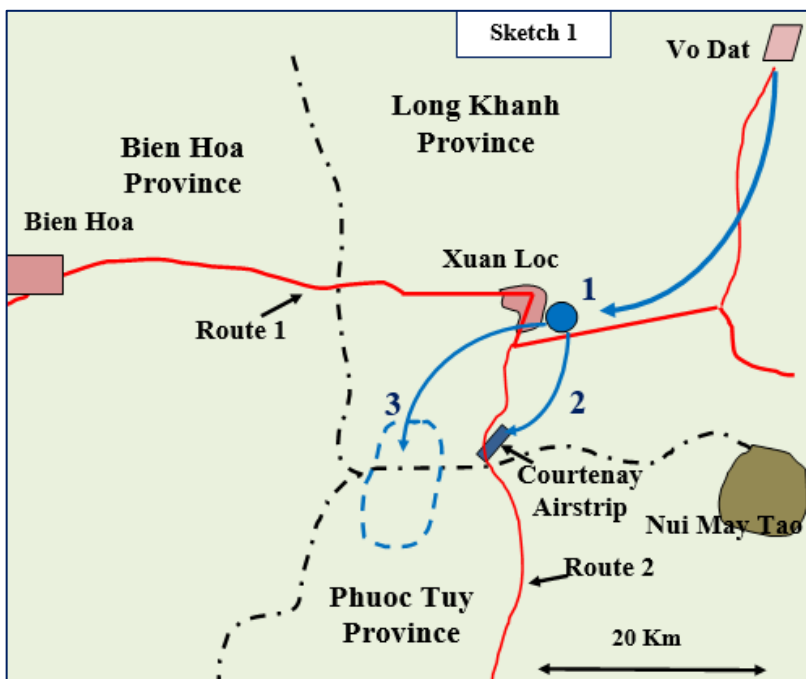 Sketch 1
Vo Dat
Long Khanh
Province
Bien Hoa
Province
Bien Hoa
Xuan Loc
1
Route 1
3
2
Courtenay
Airstrip
Nui May Tao
Route 2
Phuoc Tuy
Province
20 Km